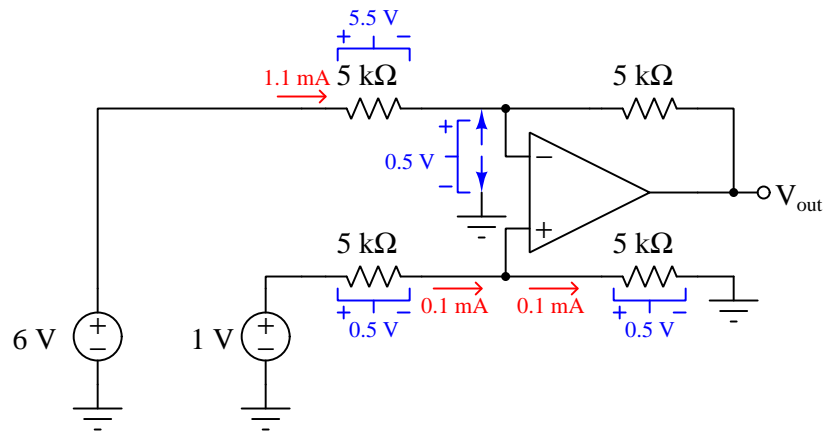 5.5 V
+ −
1.1 mA
5 kΩ
5 kΩ
+
0.5 V
−
−
+
V_out
5 kΩ
5 kΩ
0.1 mA
0.1 mA
+ −
0.5 V
+ −
0.5 V
6 V
+
−
1 V
+
−